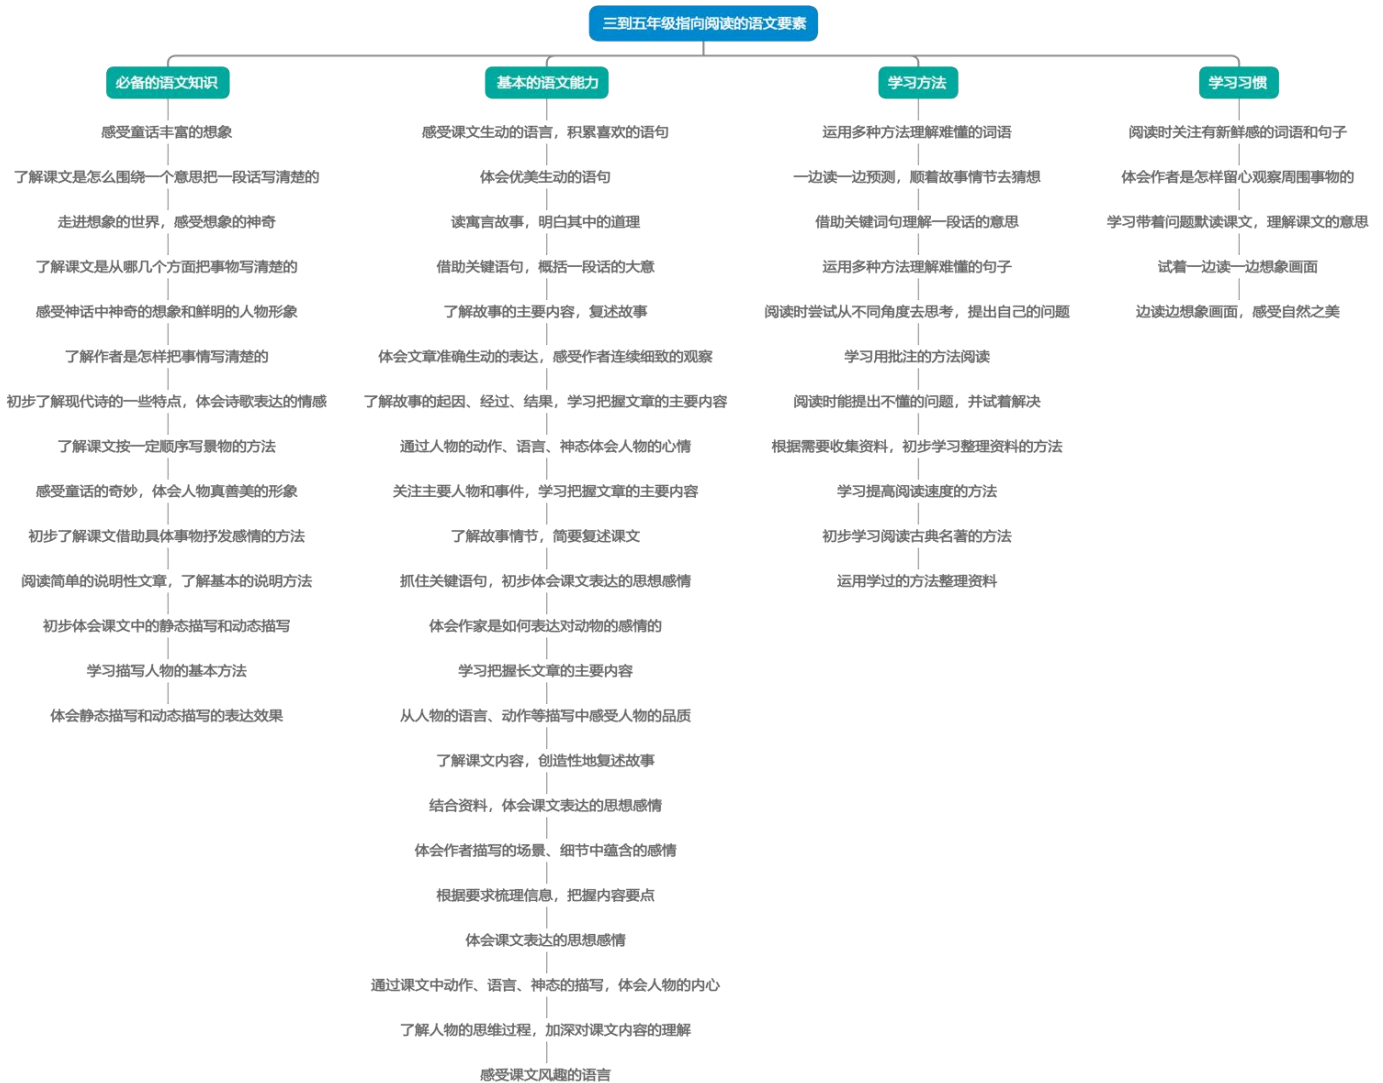 三到五年级指向阅读的语文要素
必备的语文知识
感受童话丰富的想象
了解课文是怎么围绕一个意思把一段话写清楚的
走进想象的世界，感受想象的神奇
了解课文是从哪几个方面把事物写清楚的
感受神话中神奇的想象和鲜明的人物形象
了解作者是怎样把事情写清楚的
初步了解现代诗的一些特点，体会诗歌表达的情感
了解课文按一定顺序写景物的方法
感受童话的奇妙，体会人物真善美的形象
初步了解课文借助具体事物抒发感情的方法
阅读简单的说明性文章，了解基本的说明方法
初步体会课文中的静态描写和动态描写
学习描写人物的基本方法
体会静态描写和动态描写的表达效果
基本的语文能力
感受课文生动的语言，积累喜欢的语句
体会优美生动的语句
读寓言故事，明白其中的道理
借助关键语句，概括一段话的大意
了解故事的主要内容，复述故事
体会文章准确生动的表达，感受作者连续细致的观察
了解故事的起因、经过、结果，学习把握文章的主要内容
通过人物的动作、语言、神态体会人物的心情
关注主要人物和事件，学习把握文章的主要内容
了解故事情节，简要复述课文
抓住关键语句，初步体会课文表达的思想感情
体会作家是如何表达对动物的感情的
学习把握长文章的主要内容
从人物的语言、动作等描写中感受人物的品质
了解课文内容，创造性地复述故事
结合资料，体会课文表达的思想感情
体会作者描写的场景、细节中蕴含的感情
根据要求梳理信息，把握内容要点
体会课文表达的思想感情
通过课文中动作、语言、神态的描写，体会人物的内心
了解人物的思维过程，加深对课文内容的理解
感受课文风趣的语言
学习方法
运用多种方法理解难懂的词语
一边读一边预测，顺着故事情节去猜想
借助关键词句理解一段话的意思
运用多种方法理解难懂的句子
阅读时尝试从不同角度去思考，提出自己的问题
学习用批注的方法阅读
阅读时能提出不懂的问题，并试着解决
根据需要收集资料，初步学习整理资料的方法
学习提高阅读速度的方法
初步学习阅读古典名著的方法
运用学过的方法整理资料
学习习惯
阅读时关注有新鲜感的词语和句子
体会作者是怎样留心观察周围事物的
学习带着问题默读课文，理解课文的意思
试着一边读一边想象画面
边读边想象画面，感受自然之美